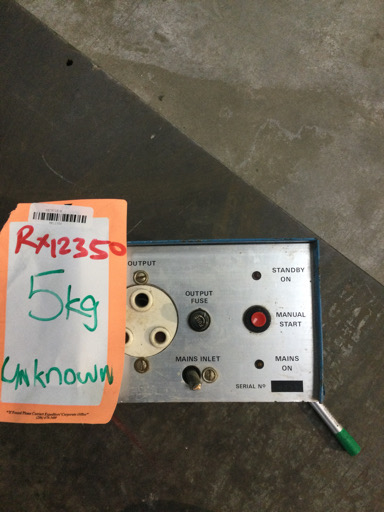 RX12350
5kg
Unknown
OUTPUT
OUTPUT
FUSE
STANDBY
ON
MANUAL
START
MAINS INLET
MAINS
ON
SERIAL Nº